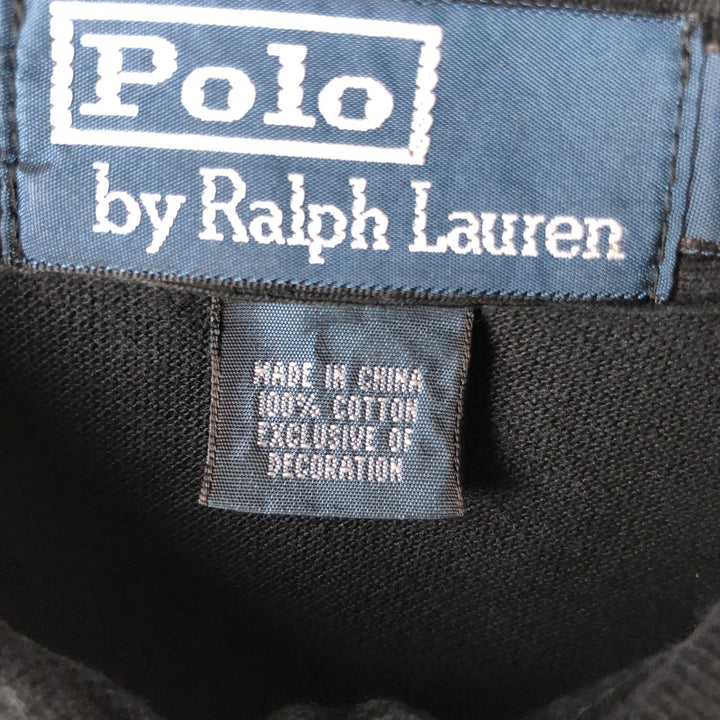 Polo
by Ralph Lauren
MADE IN CHINA
100% COTTON
EXCLUSIVE OF
DECORATION